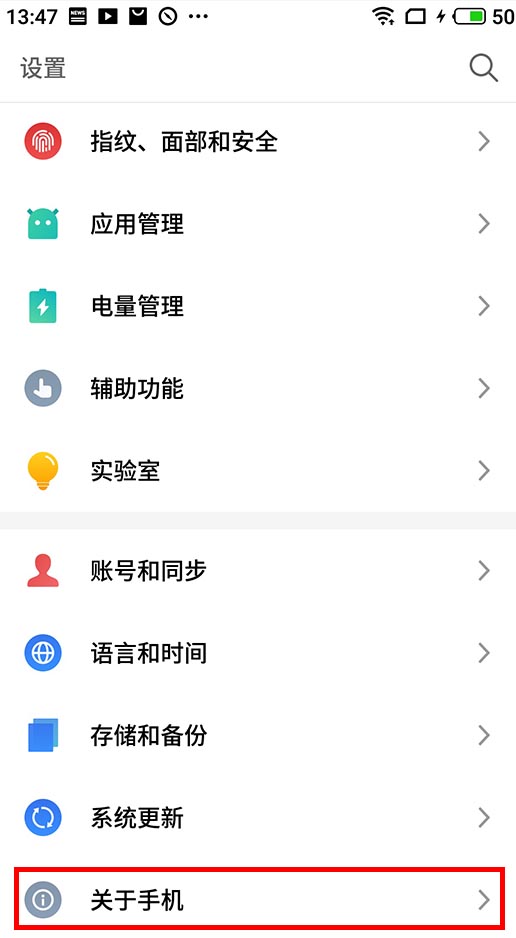 13:47 NEWS 50
设置
指纹、面部和安全
应用管理
电量管理
辅助功能
实验室
账号和同步
语言和时间
存储和备份
系统更新
关于手机